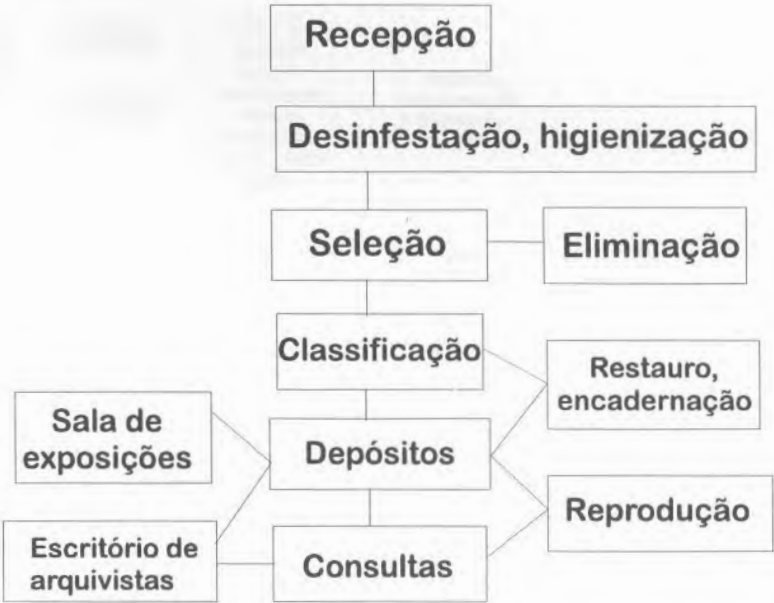 Recepção
Desinfestação, higienização
Seleção
Eliminação
Classificação
Restauro,
encadernação
Sala de
exposições
Depósitos
Reprodução
Escritório de
arquivistas
Consultas